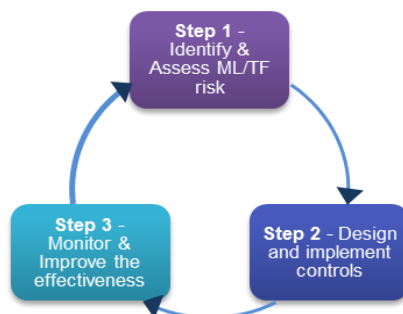 Step 1 -
Identify &
Assess ML/TF
risk
Step 2 - Design
and implement
controls
Step 3 -
Monitor &
Improve the
effectiveness